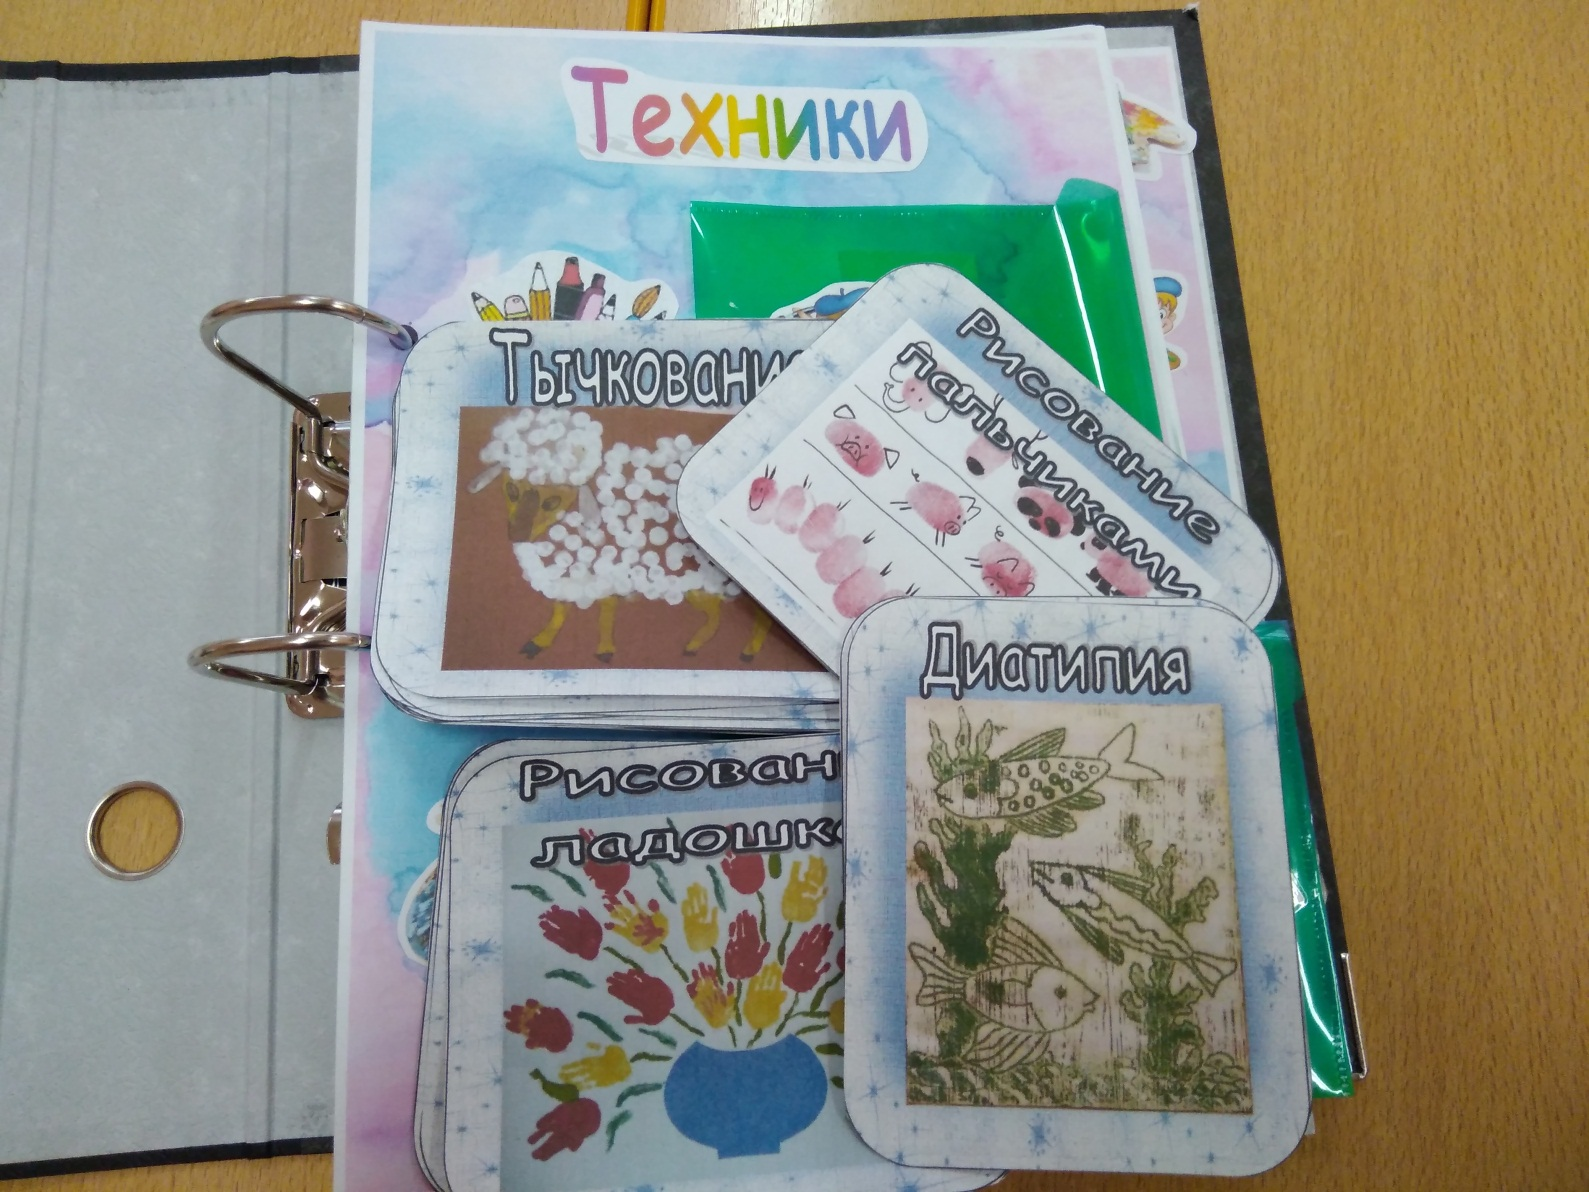 Техники
Тычкование
Рисование
пальчиками
Диатипия
Рисован
ладошк